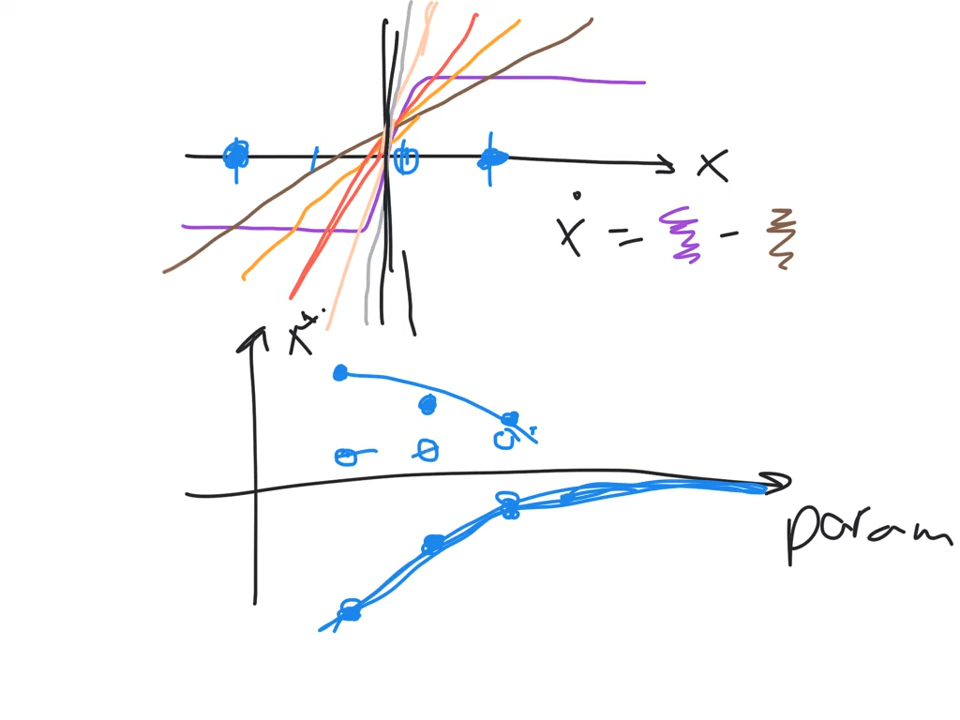 x
ẋ = -
x*
param